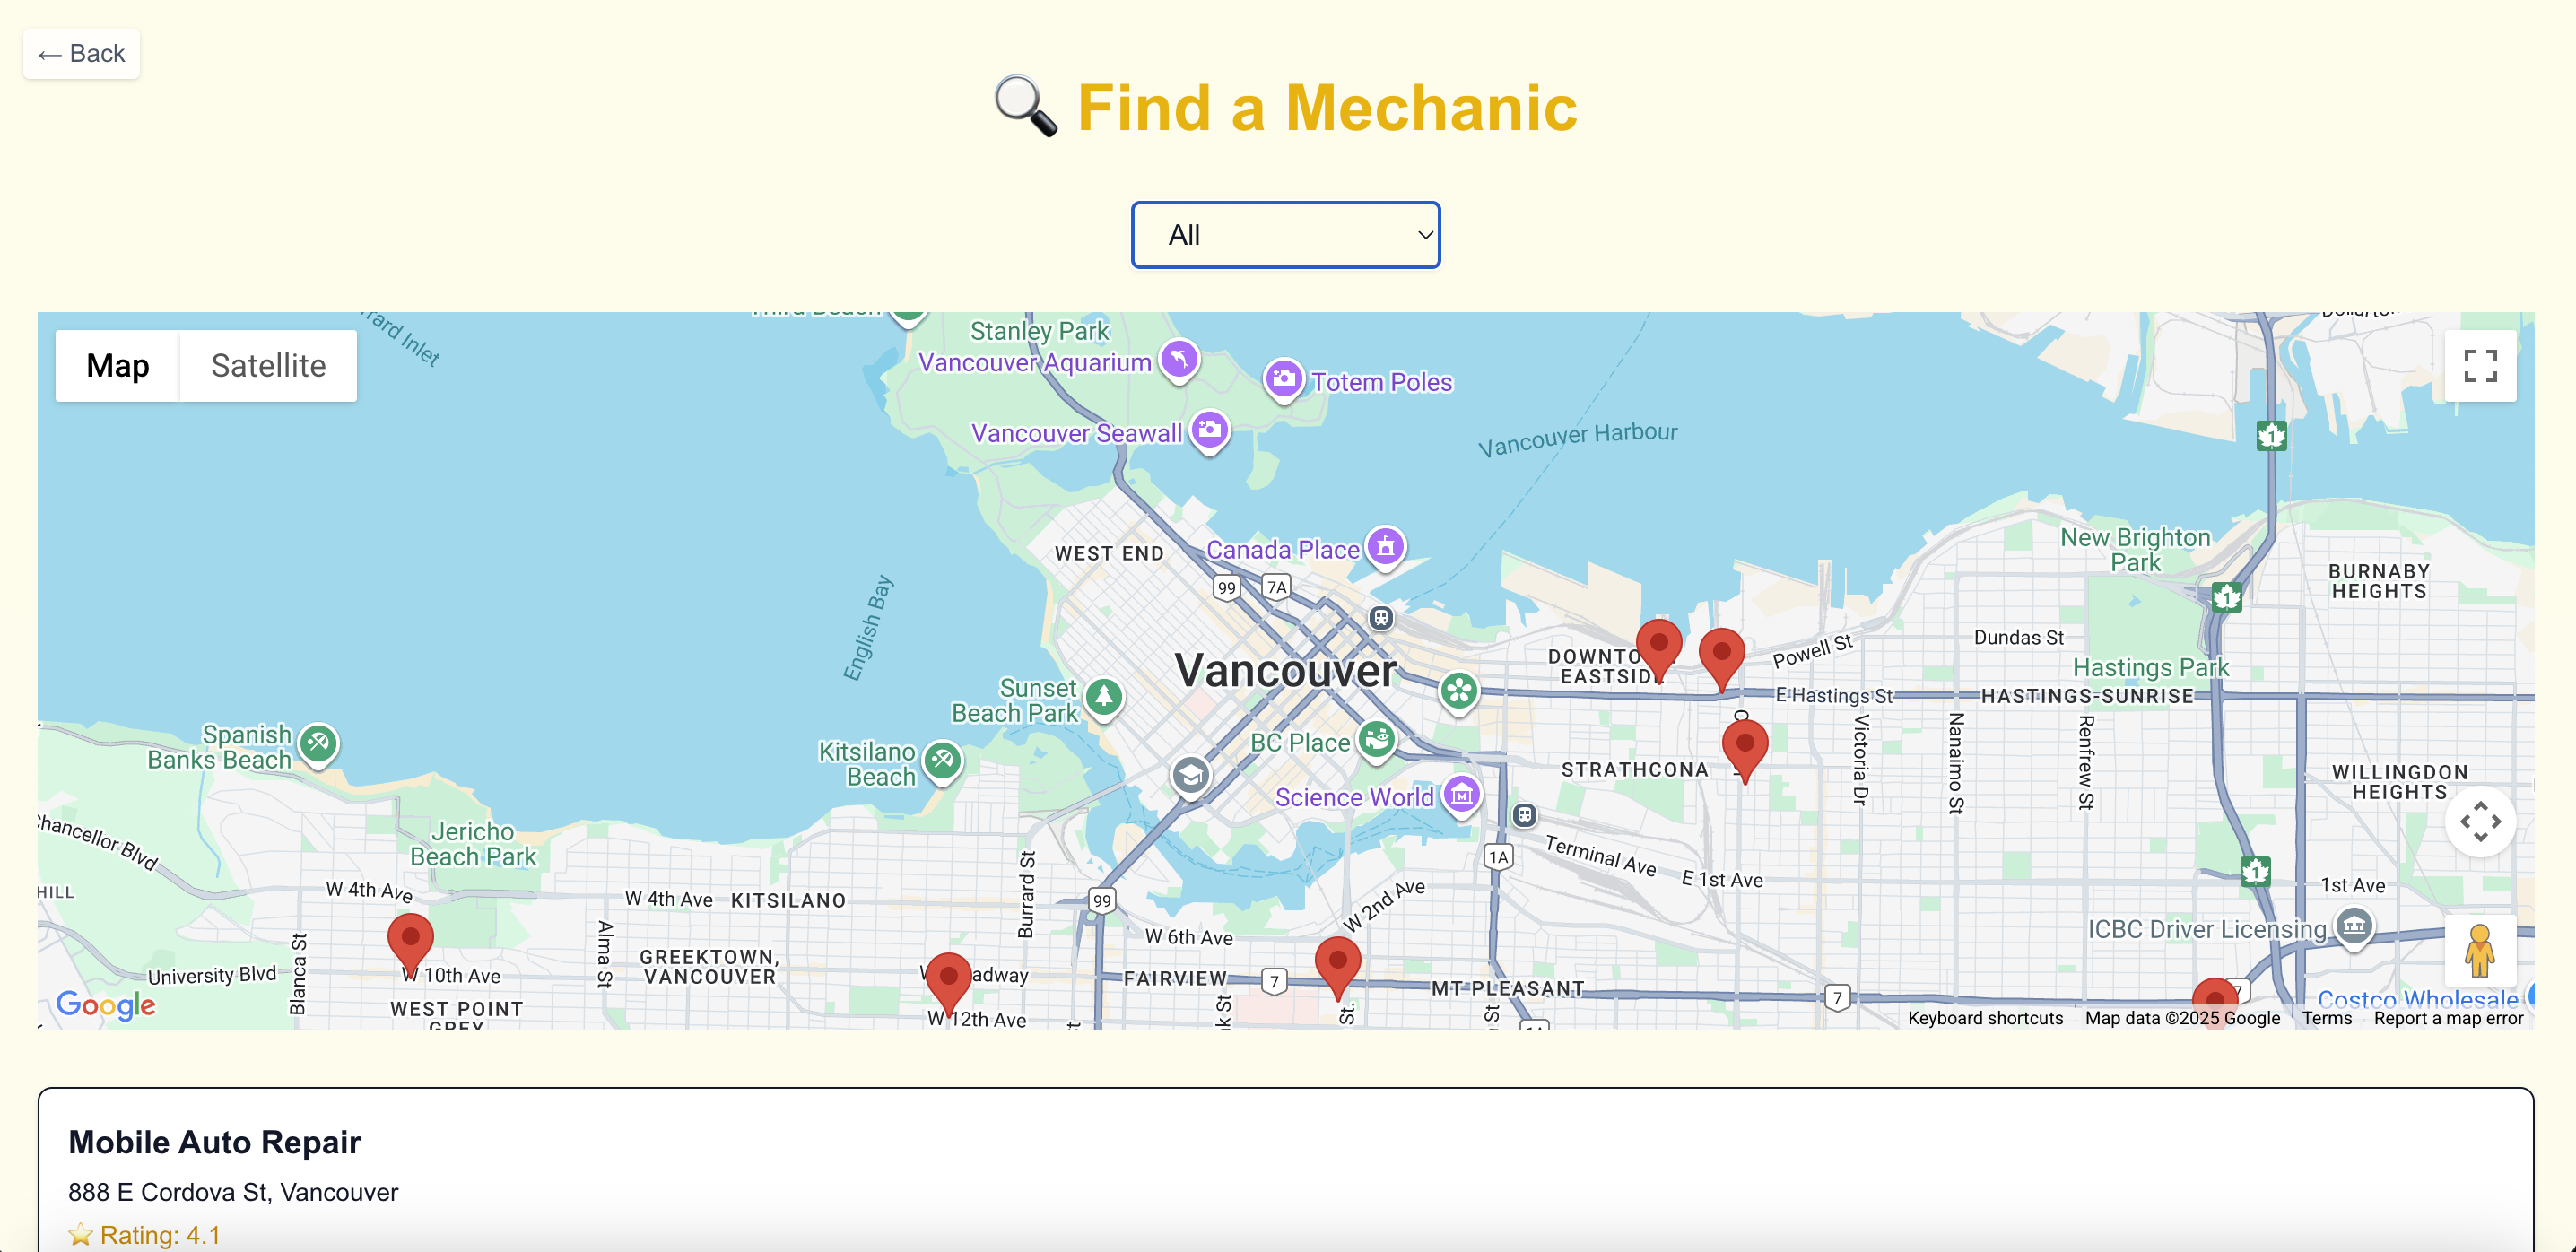 ← Back
Find a Mechanic
All
Map
Satellite
Stanley Park
Vancouver Aquarium
Totem Poles
Vancouver Seawall
Vancouver Harbour
1
New Brighton
Park
BURNABY
HEIGHTS
WEST END
Canada Place
99
7A
1
English Bay
Vancouver
Powell St
Dundas St
Hastings Park
E Hastings St
HASTINGS-SUNRISE
Sunset
Beach Park
Spanish
Banks Beach
Kitsilano
Beach
BC Place
STRATHCONA
Science World
Victoria Dr
Nanaimo St
Renfrew St
WILLINGDON
HEIGHTS
Chancellor Blvd
Jericho
Beach Park
Terminal Ave
1A
E 1st Ave
1
1st Ave
HILL
W 4th Ave
W 4th Ave
KITSILANO
Burrard St
99
W 2nd Ave
ICBC Driver Licensing
Blanca St
Alma St
W 6th Ave
GREEKTOWN,
VANCOUVER
University Blvd
W 10th Ave
FAIRVIEW
7
MT PLEASANT
7
Costco Wholesale
Google
WEST POINT
GREY
W 12th Ave
Keyboard shortcuts
Map data ©2025 Google
Terms
Report a map error
Mobile Auto Repair
888 E Cordova St, Vancouver
Rating: 4.1